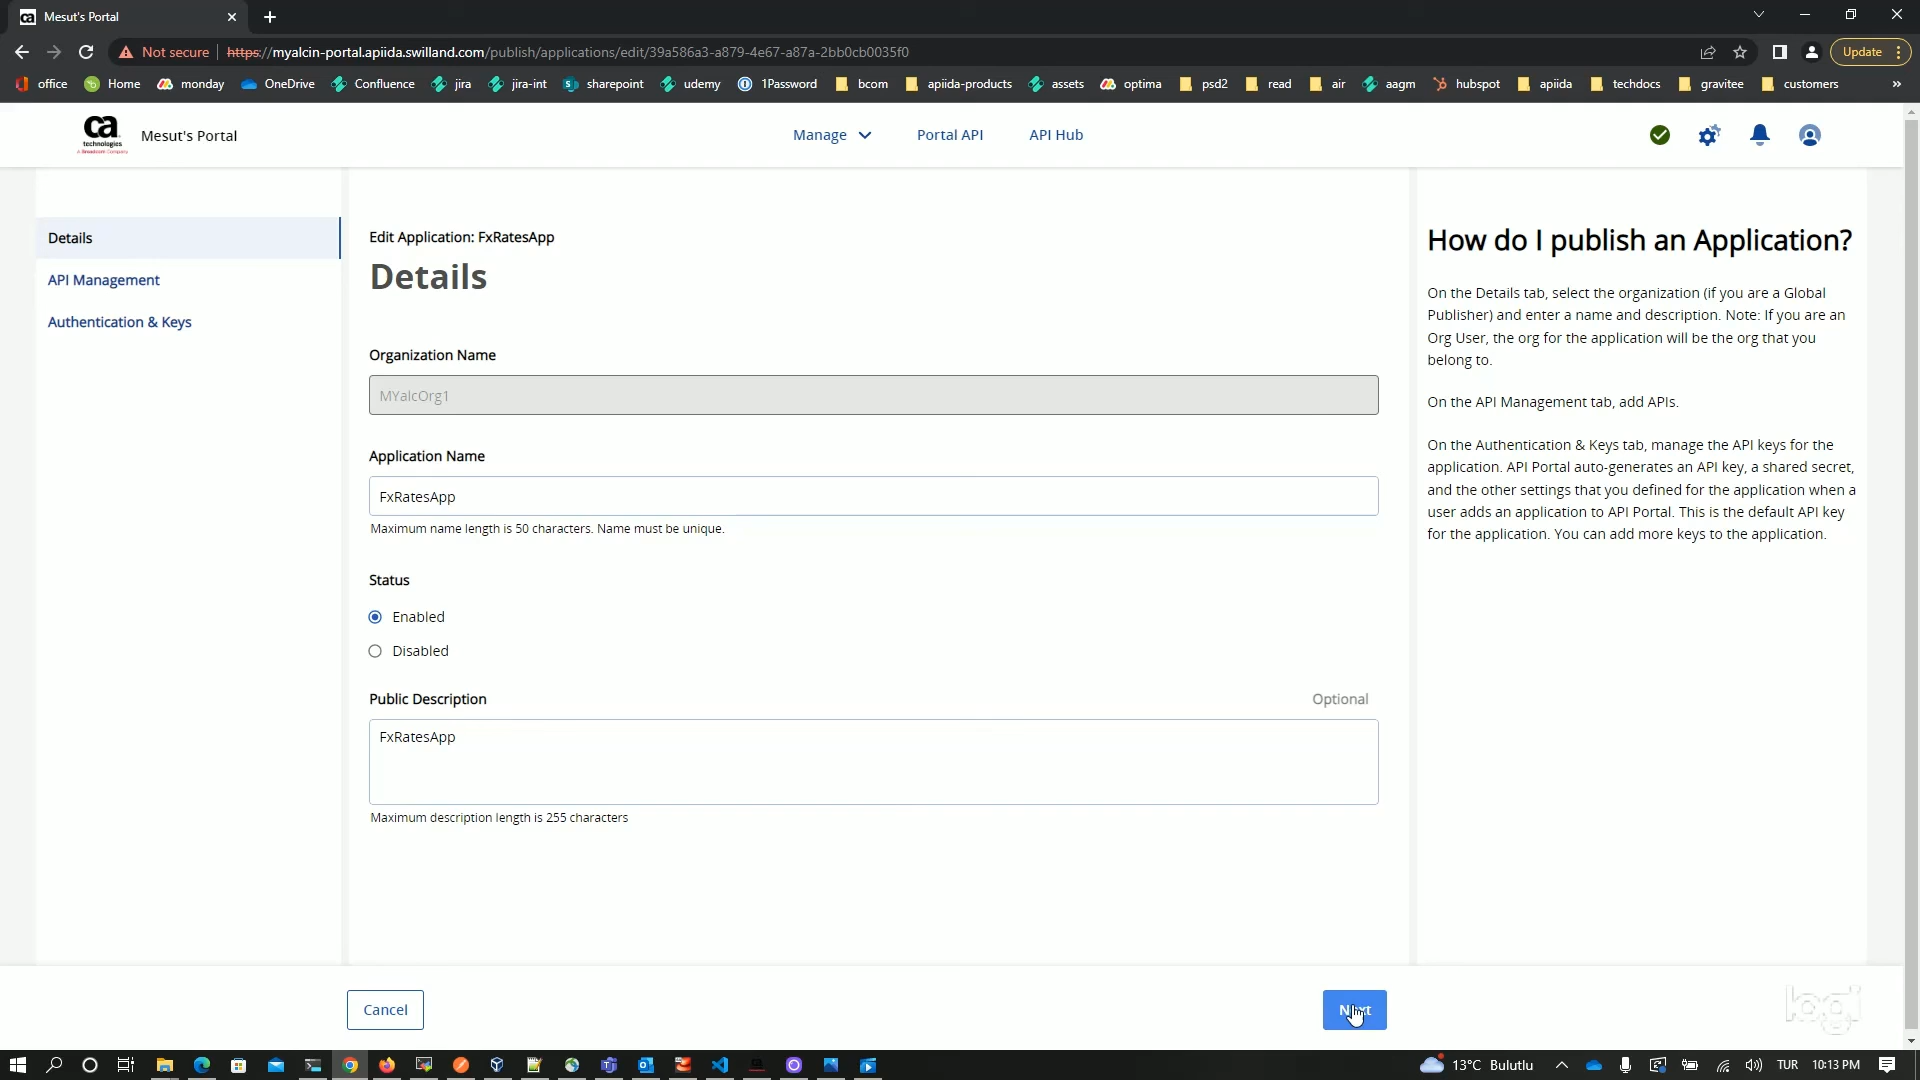 Mesut's Portal
Not secure
https://myalcin-portal.apiida.swilland.com/publish/applications/edit/39a586a3-a879-4e67-a87a-2bb0cb0035f0
Update
office
Home
monday
OneDrive
Confluence
jira
jira-int
sharepoint
udemy
1Password
bcom
apiida-products
assets
optima
psd2
read
air
aagm
hubspot
apiida
techdocs
gravitee
customers
ca
technologies
A Broadcom Company
Mesut's Portal
Manage
Portal API
API Hub
Details
API Management
Authentication & Keys
Edit Application: FxRatesApp
Details
Organization Name
MYalcOrg1
Application Name
FxRatesApp
Maximum name length is 50 characters. Name must be unique.
Status
Enabled
Disabled
Public Description
Optional
FxRatesApp
Maximum description length is 255 characters
How do I publish an Application?
On the Details tab, select the organization (if you are a Global
Publisher) and enter a name and description. Note: If you are an
Org User, the org for the application will be the org that you
belong to.
On the API Management tab, add APIs.
On the Authentication & Keys tab, manage the API keys for the
application. API Portal auto-generates an API key, a shared secret,
and the other settings that you defined for the application when a
user adds an application to API Portal. This is the default API key
for the application. You can add more keys to the application.
Cancel
Next
logi
13°C Bulutlu
TUR
10:13 PM